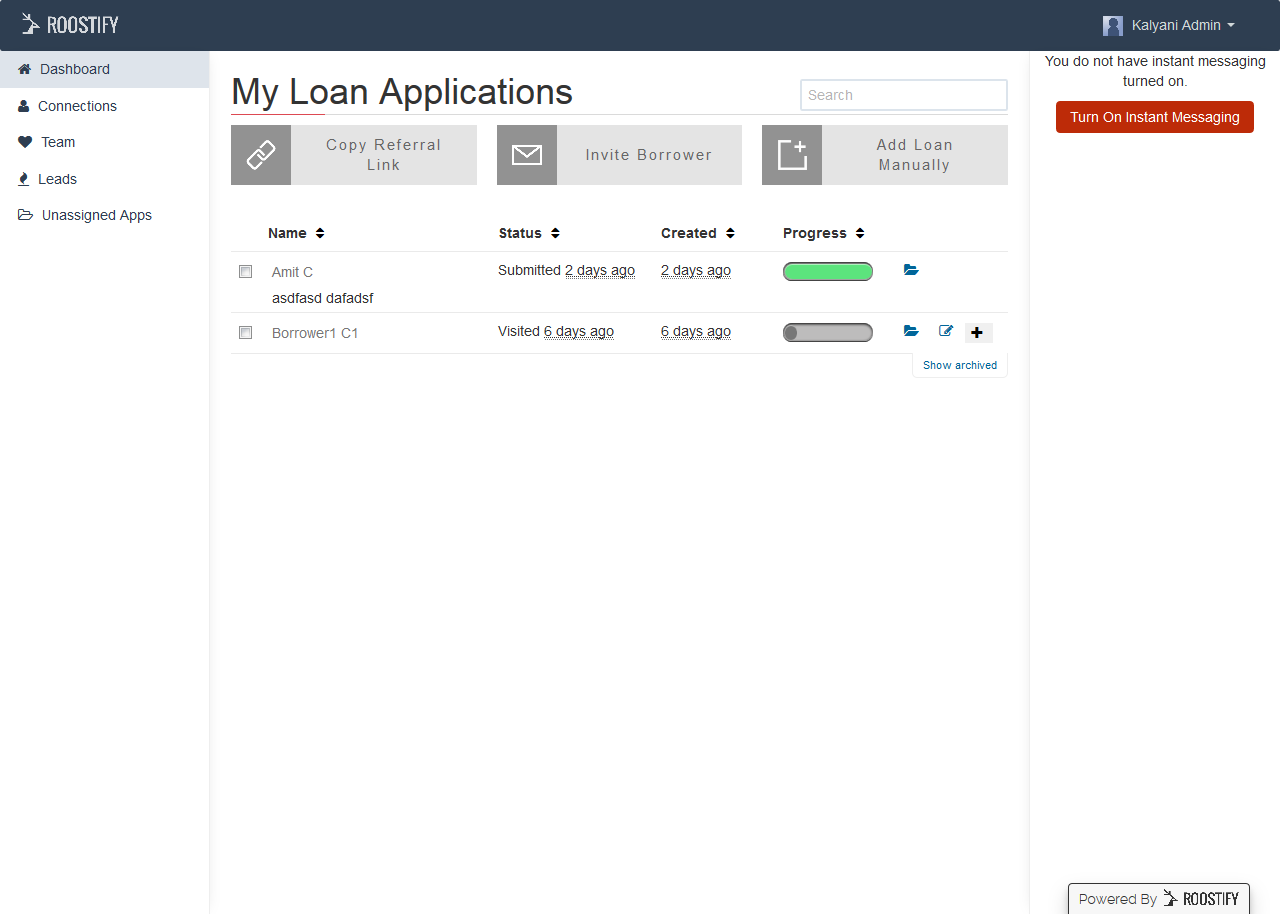 ROOSTIFY
Kalyani Admin
Dashboard
Connections
Team
Leads
Unassigned Apps
My Loan Applications
Search
Copy Referral
Link
Invite Borrower
Add Loan
Manually
Name Status Created Progress
Amit C Submitted 2 days ago 2 days ago
asdfasd dafadsf
Borrower1 C1 Visited 6 days ago 6 days ago
Show archived
You do not have instant messaging
turned on.
Turn On Instant Messaging
Powered By ROOSTIFY